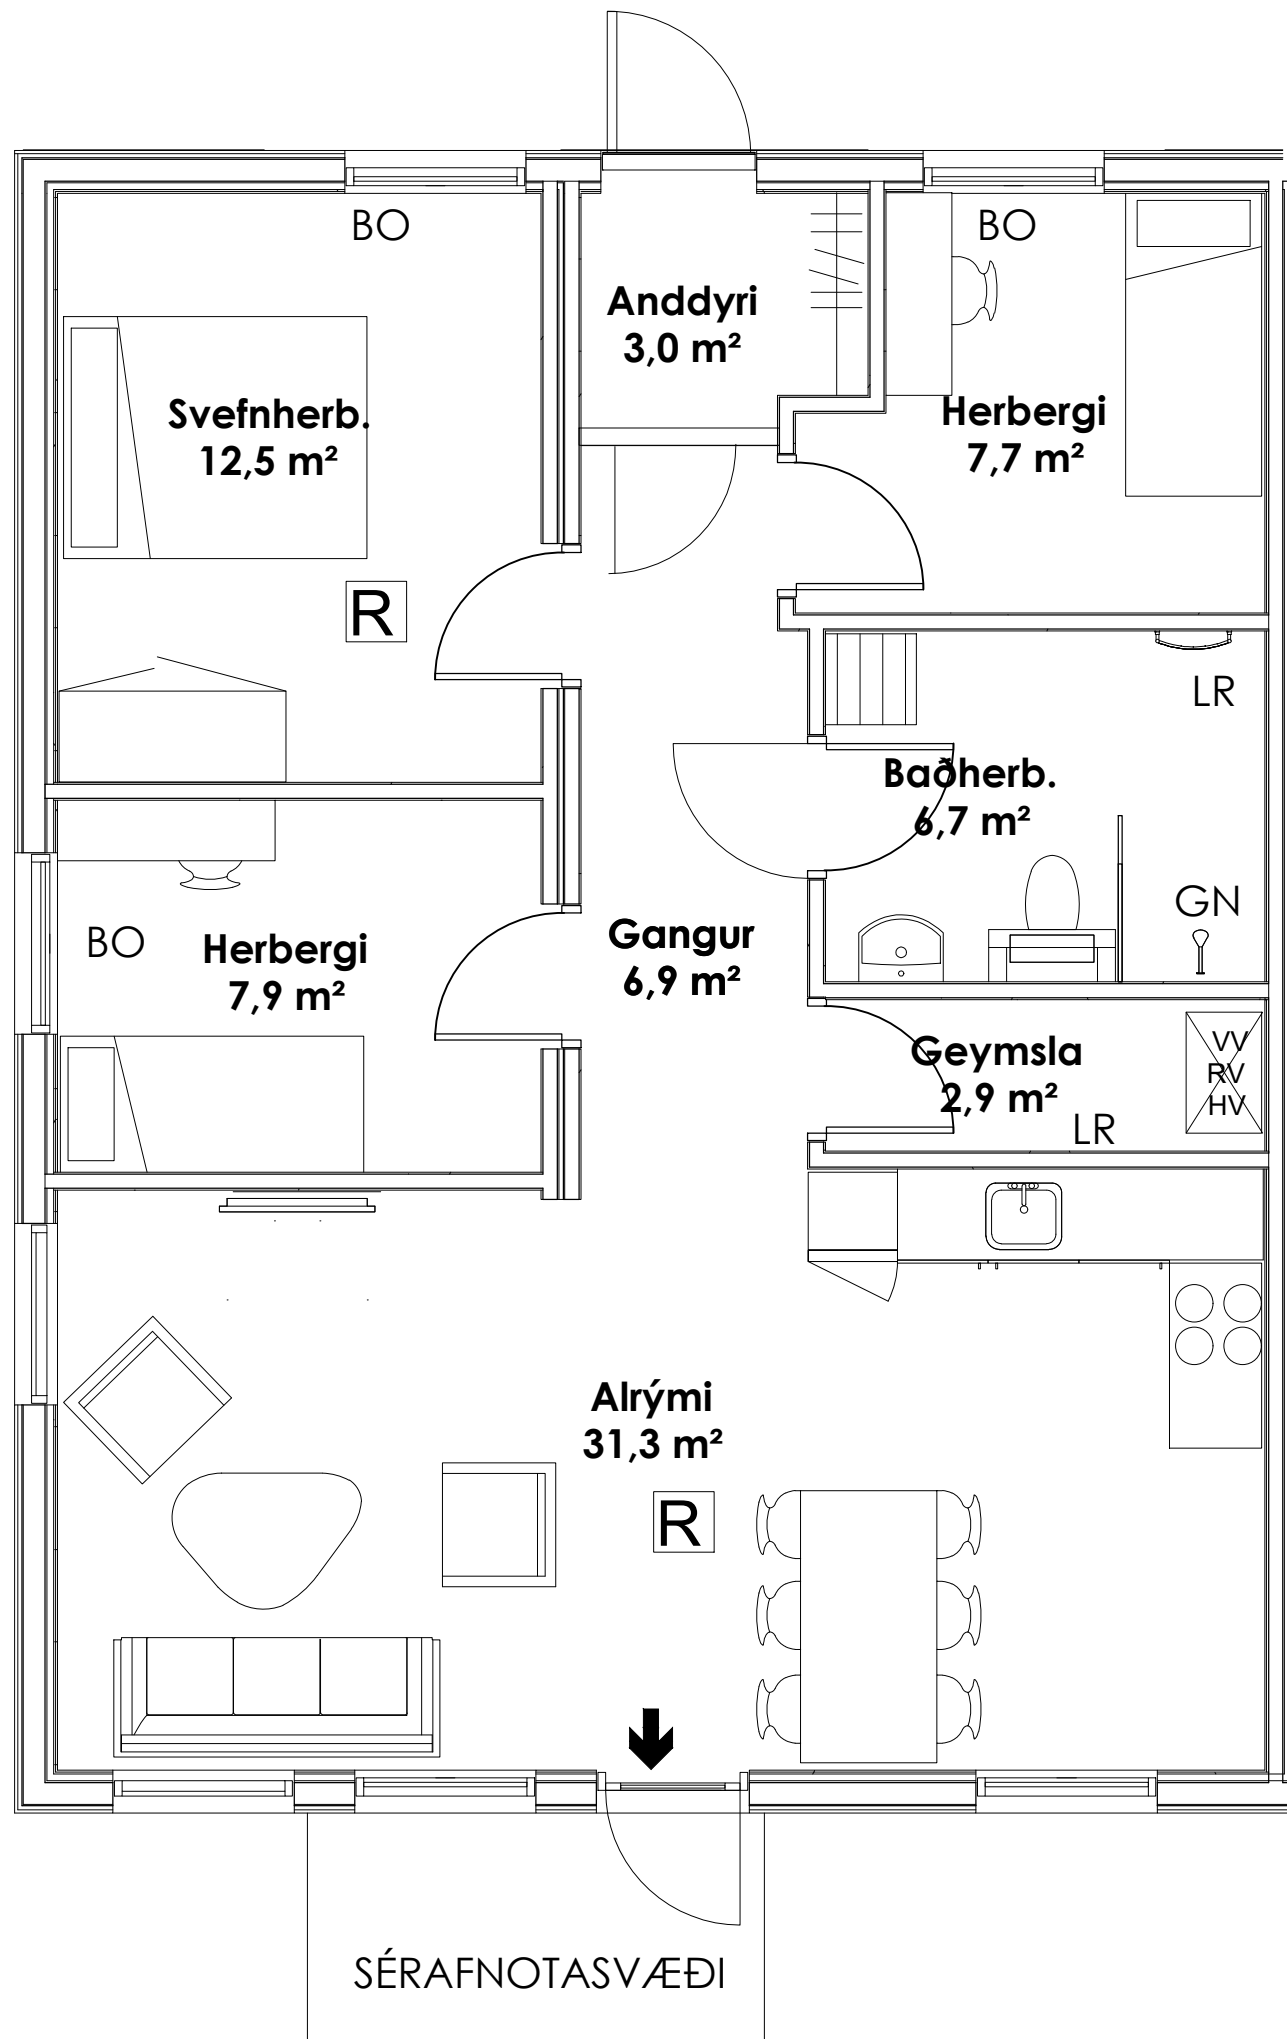 BO
BO
Anddyri
3,0 m²
Svefnherb.
12,5 m²
Herbergi
7,7 m²
R
LR
Baðherb.
6,7 m²
GN
BO
Herbergi
7,9 m²
Gangur
6,9 m²
Geymsla
2,9 m²
VV
RV
HV
LR
Alrými
31,3 m²
R
SÉRAFNOTASVÆÐI